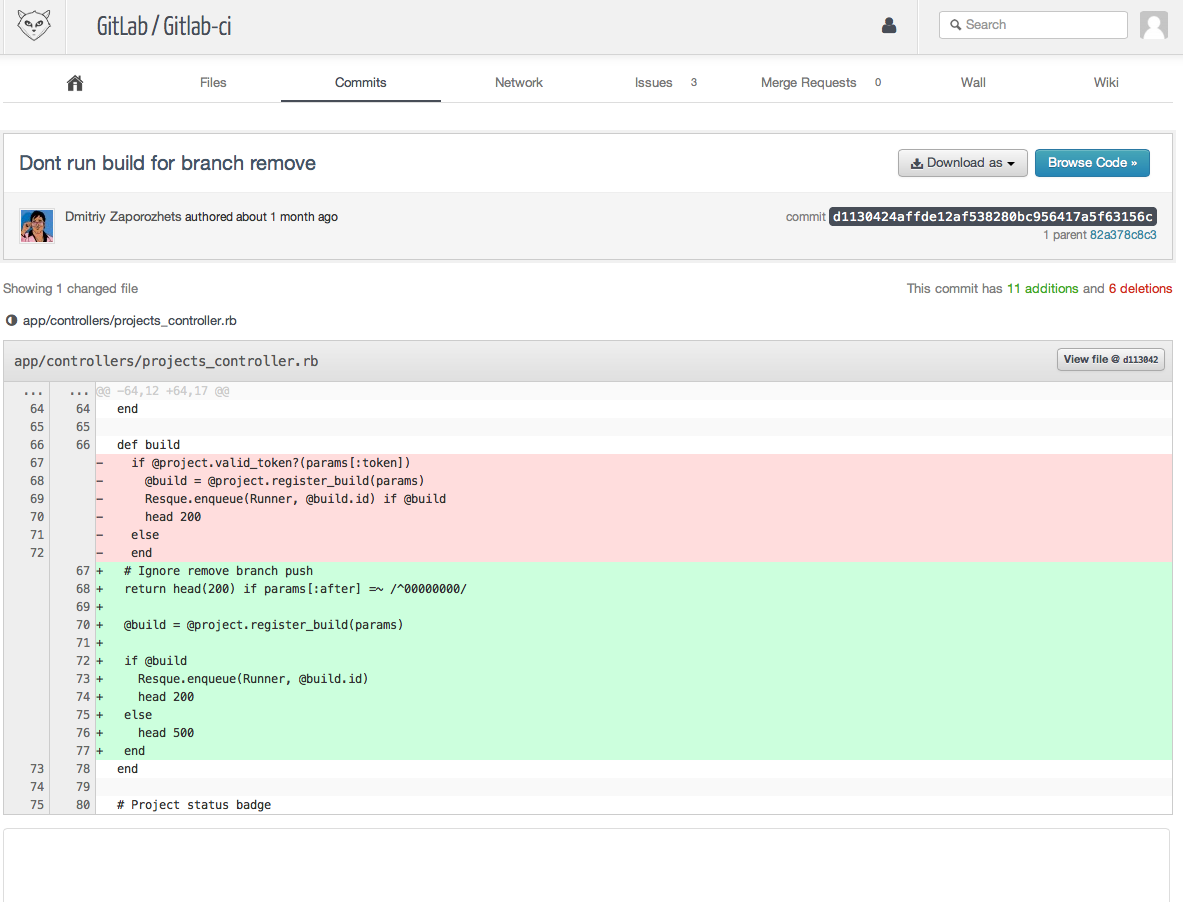 GitLab / Gitlab-ci
Search
Files Commits Network Issues 3 Merge Requests 0 Wall Wiki
Dont run build for branch remove
Download as
Browse Code »
Dmitriy Zaporozhets authored about 1 month ago
commit d1130424affde12af538280bc956417a5f63156c
1 parent 82a378c8c3
Showing 1 changed file
This commit has 11 additions and 6 deletions
app/controllers/projects_controller.rb
app/controllers/projects_controller.rb
View file @ d113042
... ... @@ -64,12 +64,17 @@
64 64 end
65 65
66 66 def build
67 - if @project.valid_token?(params[:token])
68 - @build = @project.register_build(params)
69 - Resque.enqueue(Runner, @build.id) if @build
70 - head 200
71 - else
72 - end
67 + # Ignore remove branch push
68 + return head(200) if params[:after] =~ /^00000000/
69 +
70 + @build = @project.register_build(params)
71 +
72 + if @build
73 + Resque.enqueue(Runner, @build.id)
74 + head 200
75 + else
76 + head 500
77 + end
73 78 end
74 79
75 80 # Project status badge